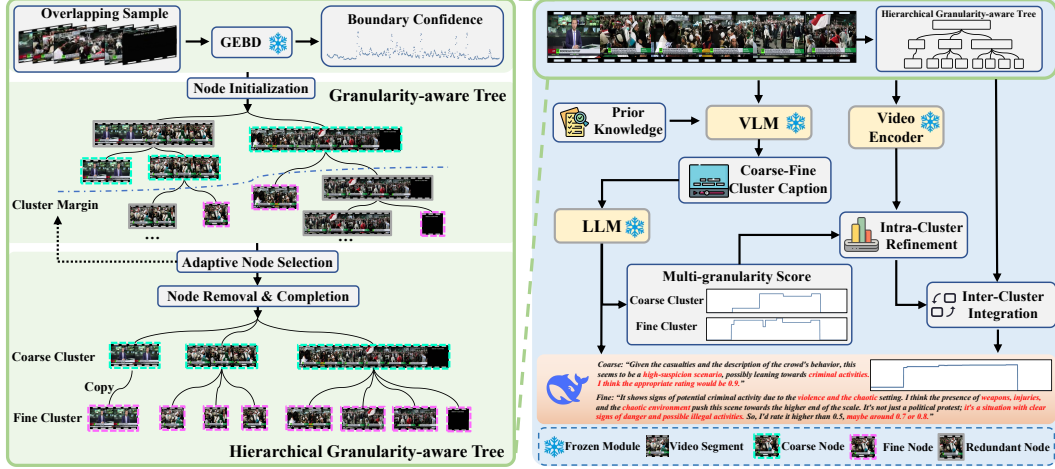 Overlapping Sample
GEBD
Boundary Confidence
Node Initialization
Granularity-aware Tree
Cluster Margin
...
...
Adaptive Node Selection
Node Removal & Completion
Coarse Cluster
Copy
Fine Cluster
Hierarchical Granularity-aware Tree
Hierarchical Granularity-aware Tree
Prior
Knowledge
VLM
Video
Encoder
Coarse-Fine
Cluster Caption
LLM
Intra-Cluster
Refinement
Multi-granularity Score
Coarse Cluster
Fine Cluster
Inter-Cluster
Integration
Coarse: “Given the casualties and the description of the crowd's behavior, this
seems to be a high-suspicion scenario, possibly leaning towards criminal activities.
I think the appropriate rating would be 0.9.”
Fine: “It shows signs of potential criminal activity due to the violence and the chaotic setting. I think the presence of weapons, injuries,
and the chaotic environment push this scene towards the higher end of the scale. It's not just a political protest; it's a situation with clear
signs of danger and possible illegal activities. So, I'd rate it higher than 0.5, maybe around 0.7 or 0.8.”
Frozen Module
Video Segment
Coarse Node
Fine Node
Redundant Node